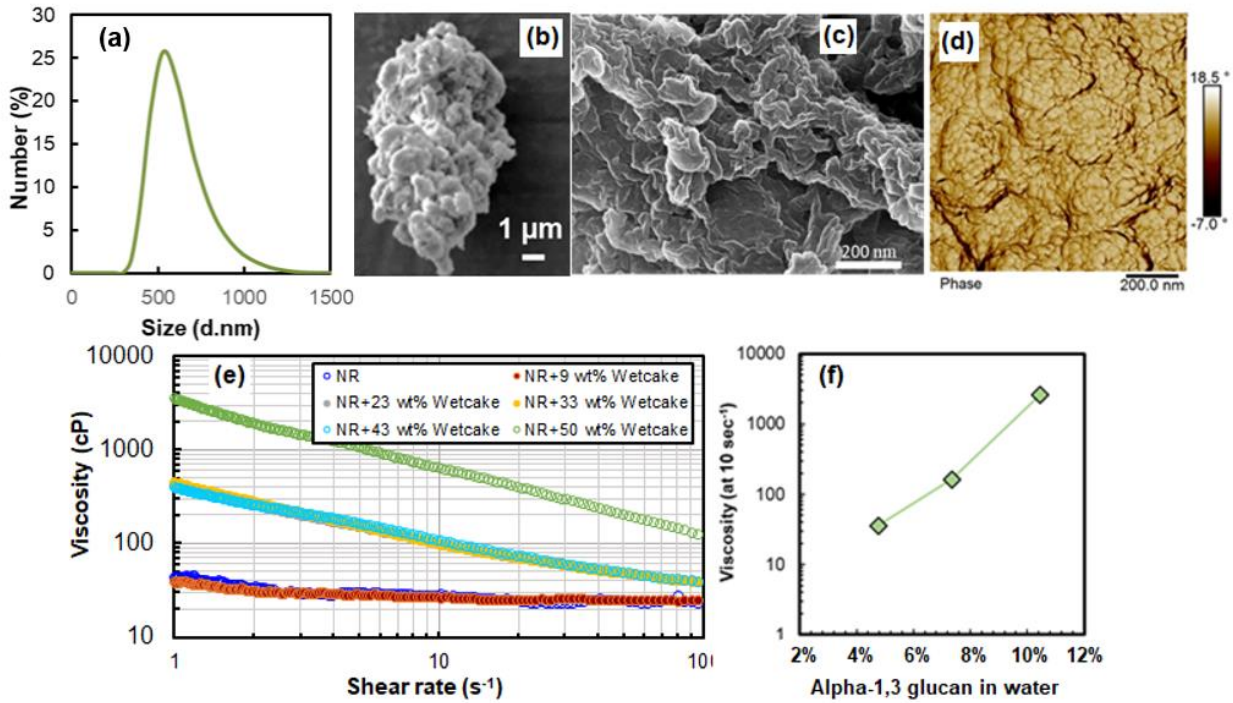 (a)
30
25
20
15
10
5
0
Number (%)
0 500 1000 1500
Size (d.nm)
(b)
1 µm
(c)
200 nm
(d)
18.5 °
-7.0 °
Phase
200.0 nm
(e)
10000
1000
100
10
Viscosity (cP)
NR
NR+9 wt% Wetcake
NR+23 wt% Wetcake
NR+33 wt% Wetcake
NR+43 wt% Wetcake
NR+50 wt% Wetcake
1 10 10
Shear rate (s⁻¹)
(f)
10000
1000
100
10
1
Viscosity (at 10 sec⁻¹)
2% 4% 6% 8% 10% 12%
Alpha-1,3 glucan in water